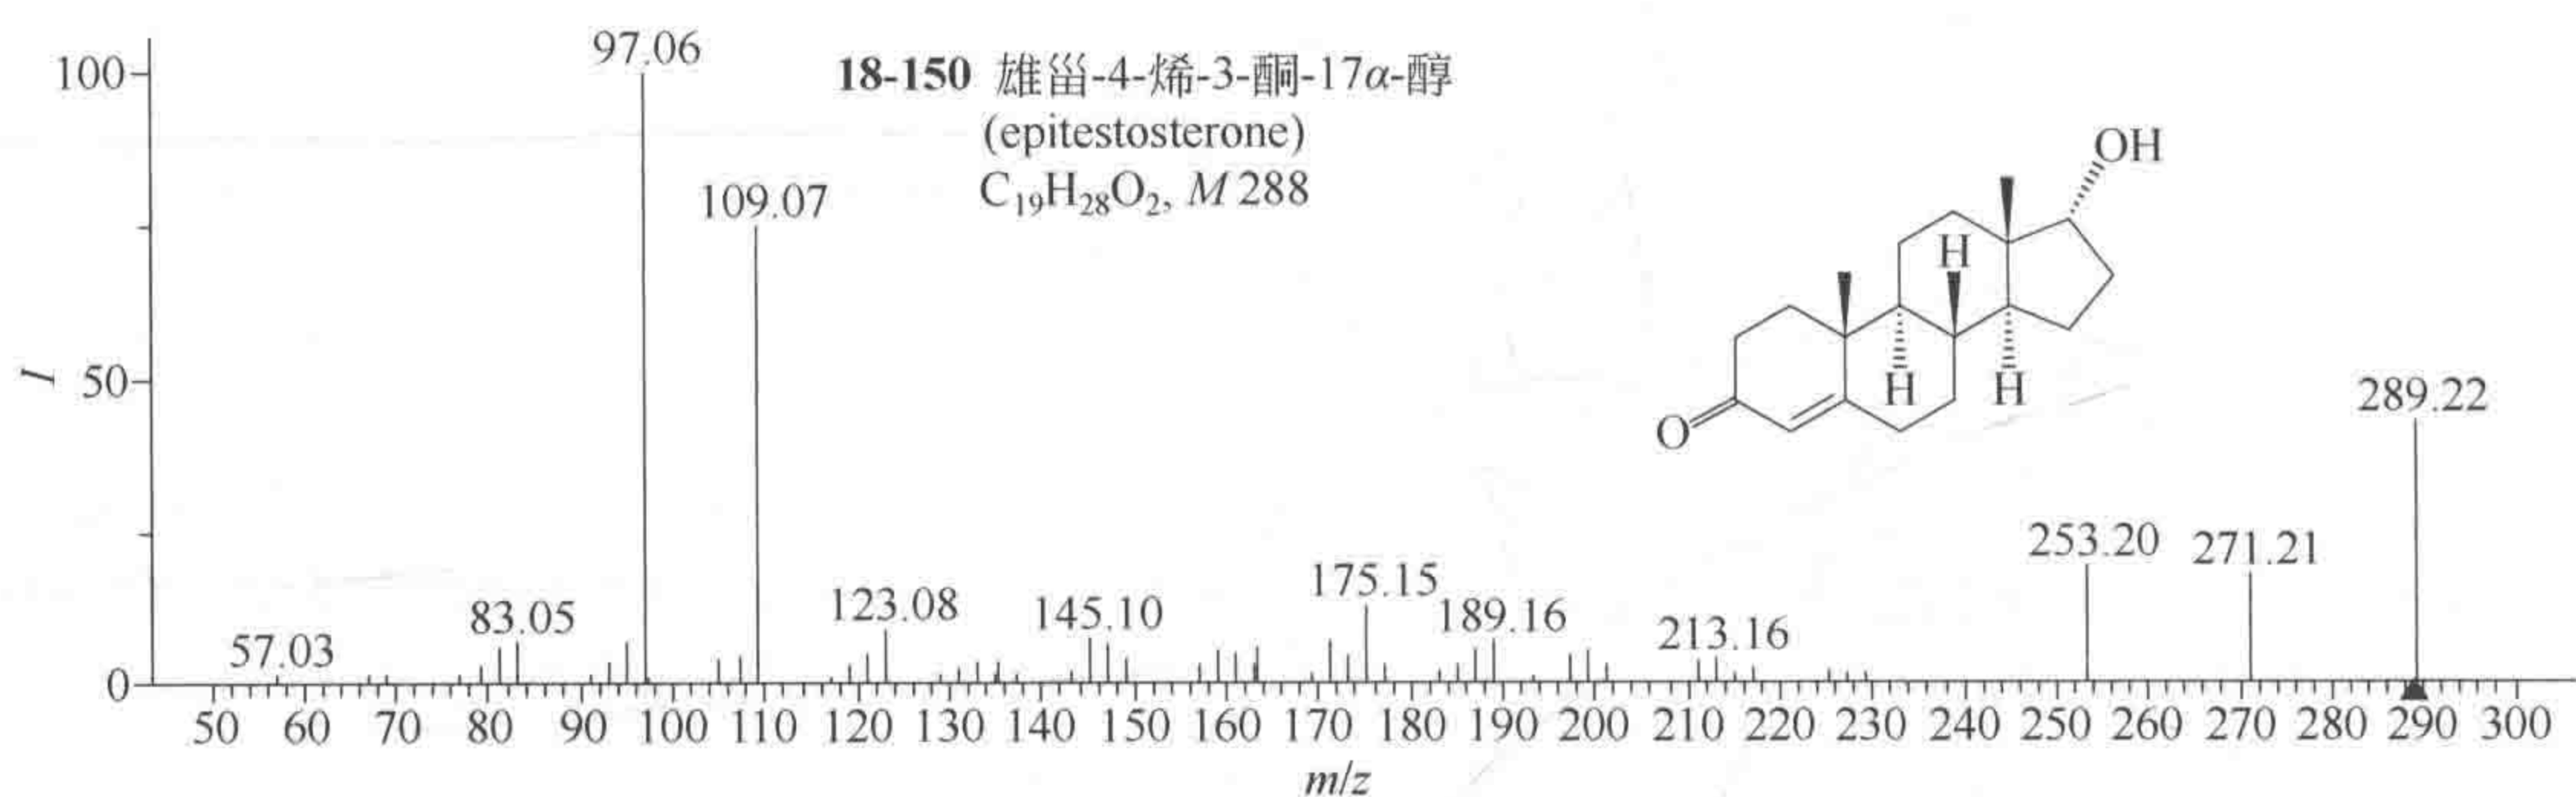 18-150 雄甾-4-烯-3-酮-17α-醇
(epitestosterone)
C₁₉H₂₈O₂, M 288
97.06
109.07
OH
H
H
H
O
289.22
253.20
271.21
175.15
189.16
213.16
123.08
145.10
83.05
57.03
100
50
0
I
50 60 70 80 90 100 110 120 130 140 150 160 170 180 190 200 210 220 230 240 250 260 270 280 290 300
m/z